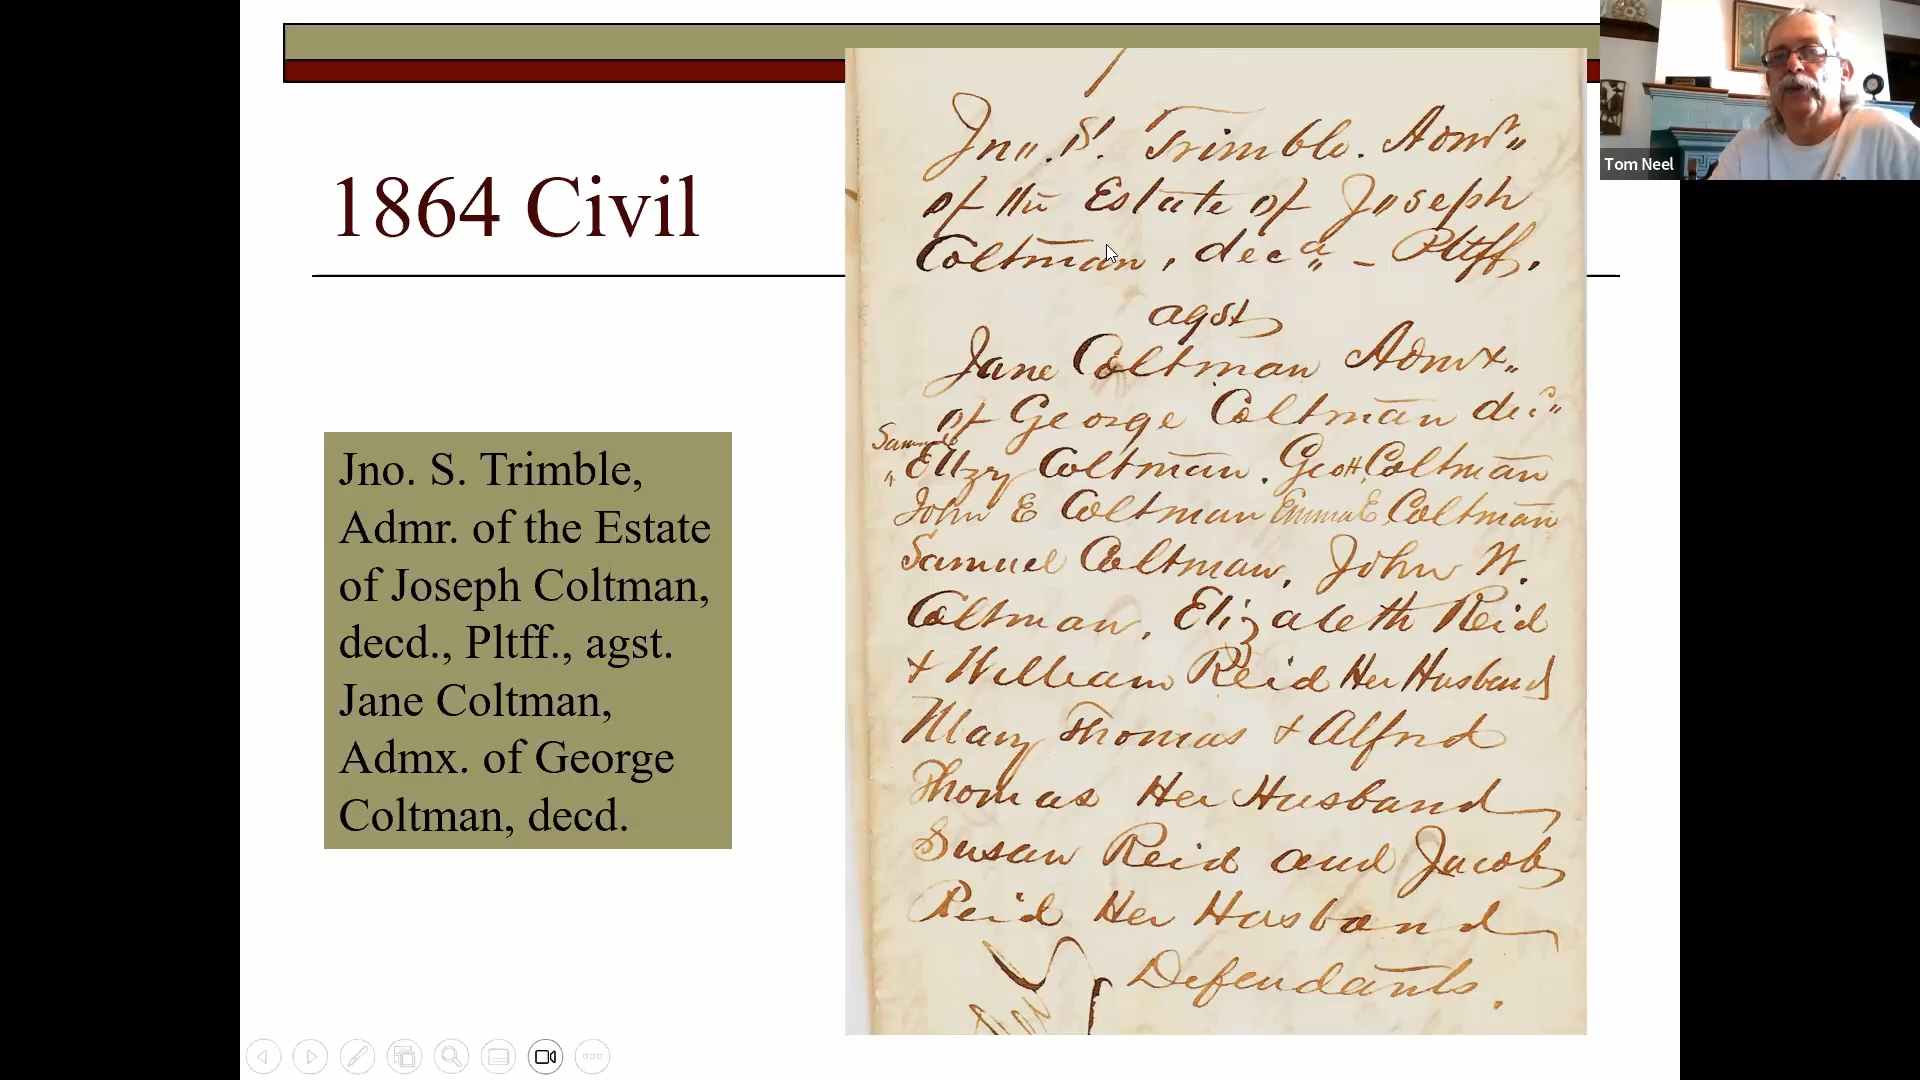 1864 Civil
Jno. S. Trimble,
Admr. of the Estate
of Joseph Coltman,
decd., Pltff., agst.
Jane Coltman,
Admx. of George
Coltman, decd.
Jno. S. Trimble. Admr
of the Estate of Joseph
Coltman, decd - Pltff.
agst
Jane Coltman Admx
of George Coltman decd
Samuel
Ellzy Coltman. Geo H. Coltman
John E Coltman Emma E Coltman
Samuel Coltman, John W.
Coltman, Elizabeth Reid
+ William Reid Her Husband
Mary Thomas + Alfred
Thomas Her Husband
Susan Reid and Jacob
Reid Her Husband
Defendants.
Tom Neel